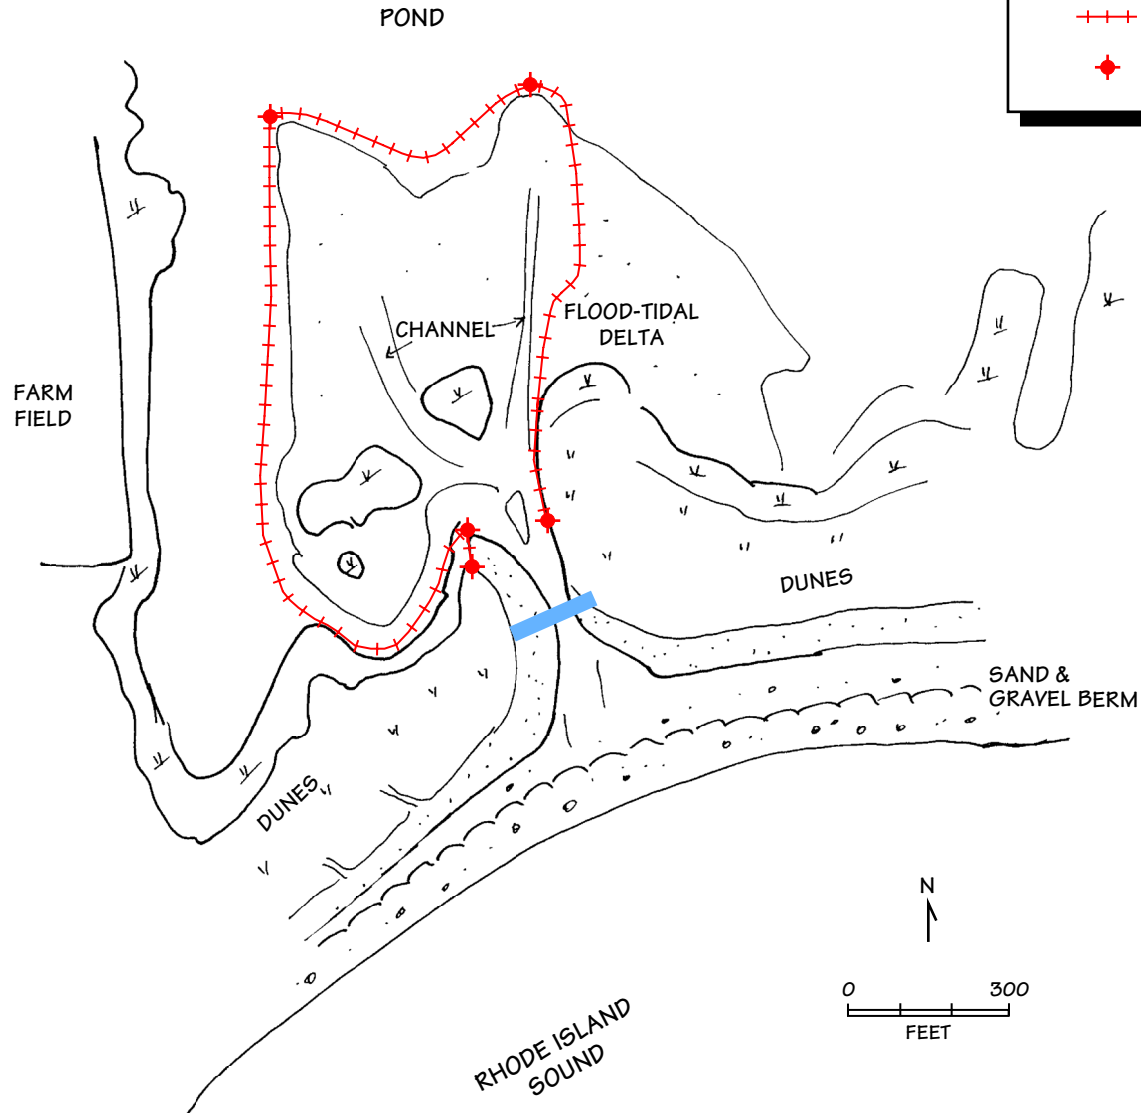 POND
CHANNEL
FLOOD-TIDAL
DELTA
FARM
FIELD
DUNES
SAND &
GRAVEL BERM
DUNES
N
0 300
FEET
RHODE ISLAND
SOUND